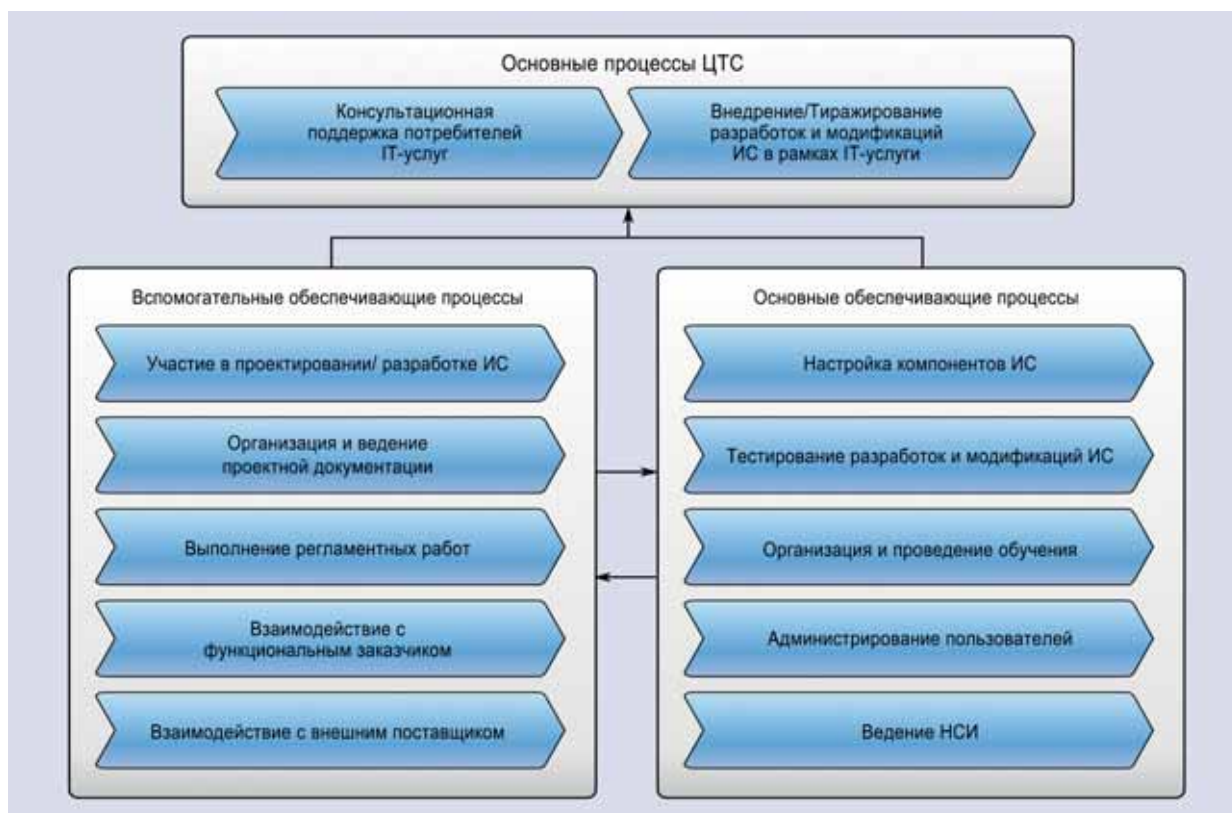 Основные процессы ЦТС
Консультационная
поддержка потребителей
IT-услуг
Внедрение/Тиражирование
разработок и модификаций
ИС в рамках IT-услуги
Вспомогательные обеспечивающие процессы
Участие в проектировании/ разработке ИС
Организация и ведение
проектной документации
Выполнение регламентных работ
Взаимодействие с
функциональным заказчиком
Взаимодействие с внешним поставщиком
Основные обеспечивающие процессы
Настройка компонентов ИС
Тестирование разработок и модификаций ИС
Организация и проведение обучения
Администрирование пользователей
Ведение НСИ